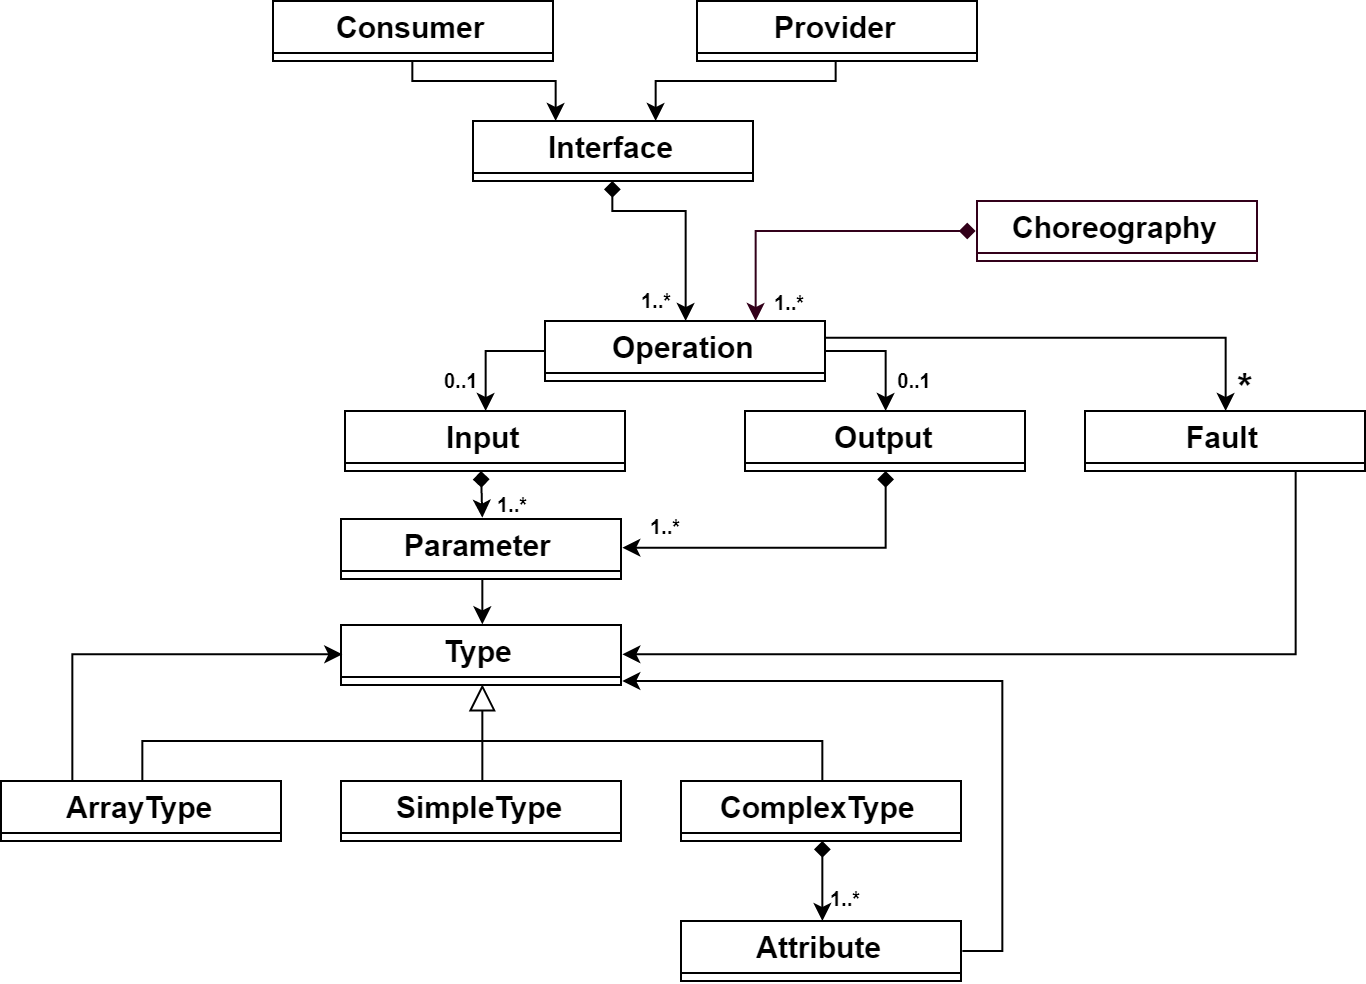 Consumer
Provider
Interface
Choreography
1..*
1..*
Operation
0..1
0..1
*
Input
Output
Fault
1..*
1..*
Parameter
Type
ArrayType
SimpleType
ComplexType
1..*
Attribute